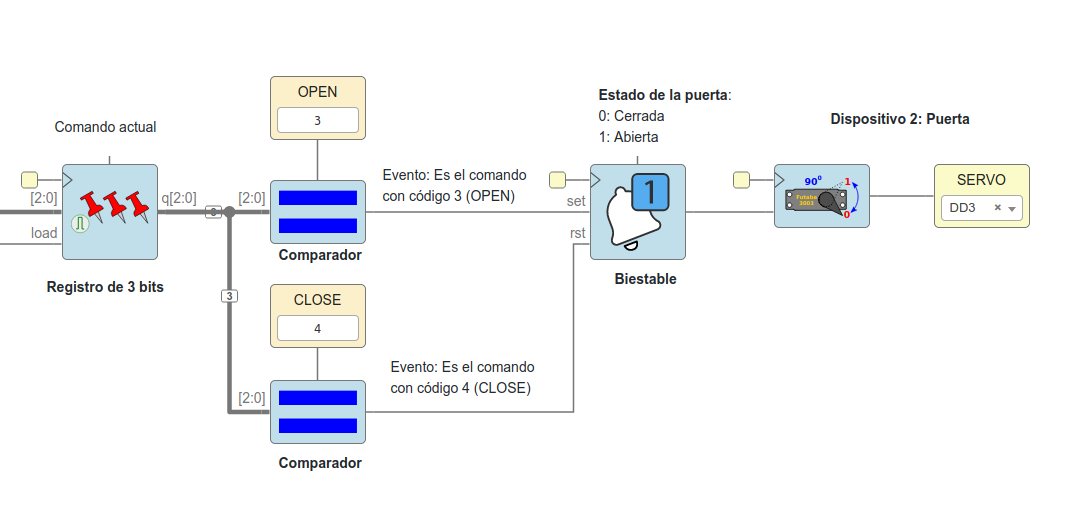 OPEN
3
Comando actual
[2:0]
load
q[2:0]
[2:0]
Comparador
Registro de 3 bits
Evento: Es el comando
con código 3 (OPEN)
3
CLOSE
4
[2:0]
Comparador
Evento: Es el comando
con código 4 (CLOSE)
Estado de la puerta:
0: Cerrada
1: Abierta
set
rst
1
Biestable
Dispositivo 2: Puerta
90º
1
Futaba
3003
0
SERVO
DD3